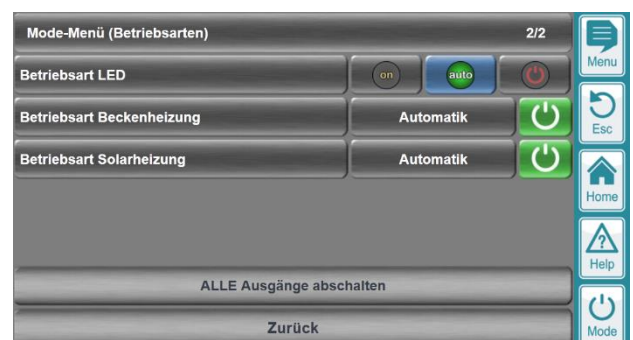 Mode-Menü (Betriebsarten) 2/2
Betriebsart LED on auto
Betriebsart Beckenheizung Automatik
Betriebsart Solarheizung Automatik
ALLE Ausgänge abschalten
Zurück
Menu
Esc
Home
Help
Mode